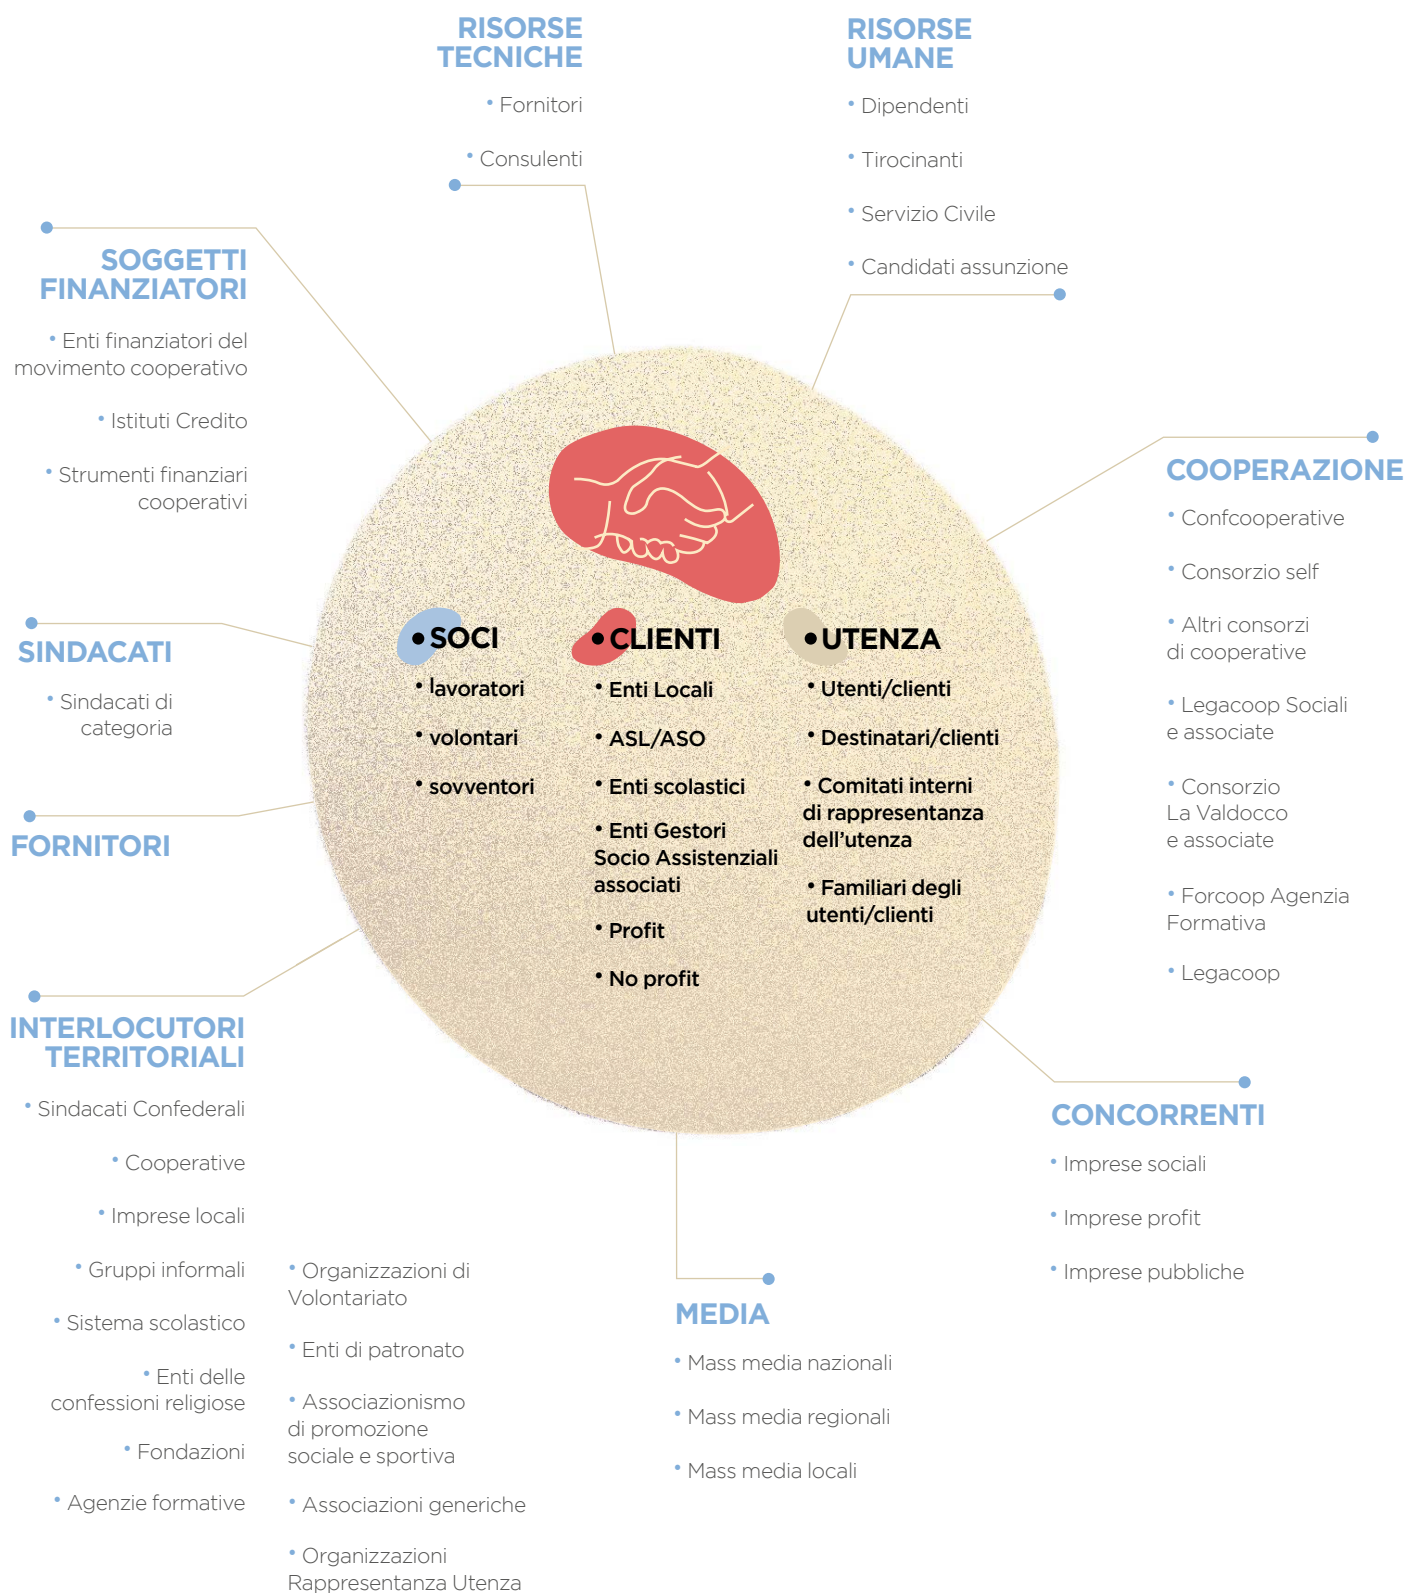 RISORSE
TECNICHE
• Fornitori
• Consulenti
RISORSE
UMANE
• Dipendenti
• Tirocinanti
• Servizio Civile
• Candidati assunzione
SOGGETTI
FINANZIATORI
• Enti finanziatori del
movimento cooperativo
• Istituti Credito
• Strumenti finanziari
cooperativi
SINDACATI
• Sindacati di
categoria
FORNITORI
• SOCI
• lavoratori
• volontari
• sovventori
• CLIENTI
• Enti Locali
• ASL/ASO
• Enti scolastici
• Enti Gestori
Socio Assistenziali
associati
• Profit
• No profit
• UTENZA
• Utenti/clienti
• Destinatari/clienti
• Comitati interni
di rappresentanza
dell’utenza
• Familiari degli
utenti/clienti
COOPERAZIONE
• Confcooperative
• Consorzio self
• Altri consorzi
di cooperative
• Legacoop Sociali
e associate
• Consorzio
La Valdocco
e associate
• Forcoop Agenzia
Formativa
• Legacoop
INTERLOCUTORI
TERRITORIALI
• Sindacati Confederali
• Cooperative
• Imprese locali
• Gruppi informali
• Sistema scolastico
• Enti delle
confessioni religiose
• Fondazioni
• Agenzie formative
• Organizzazioni di
Volontariato
• Enti di patronato
• Associazionismo
di promozione
sociale e sportiva
• Associazioni generiche
• Organizzazioni
Rappresentanza Utenza
MEDIA
• Mass media nazionali
• Mass media regionali
• Mass media locali
CONCORRENTI
• Imprese sociali
• Imprese profit
• Imprese pubbliche